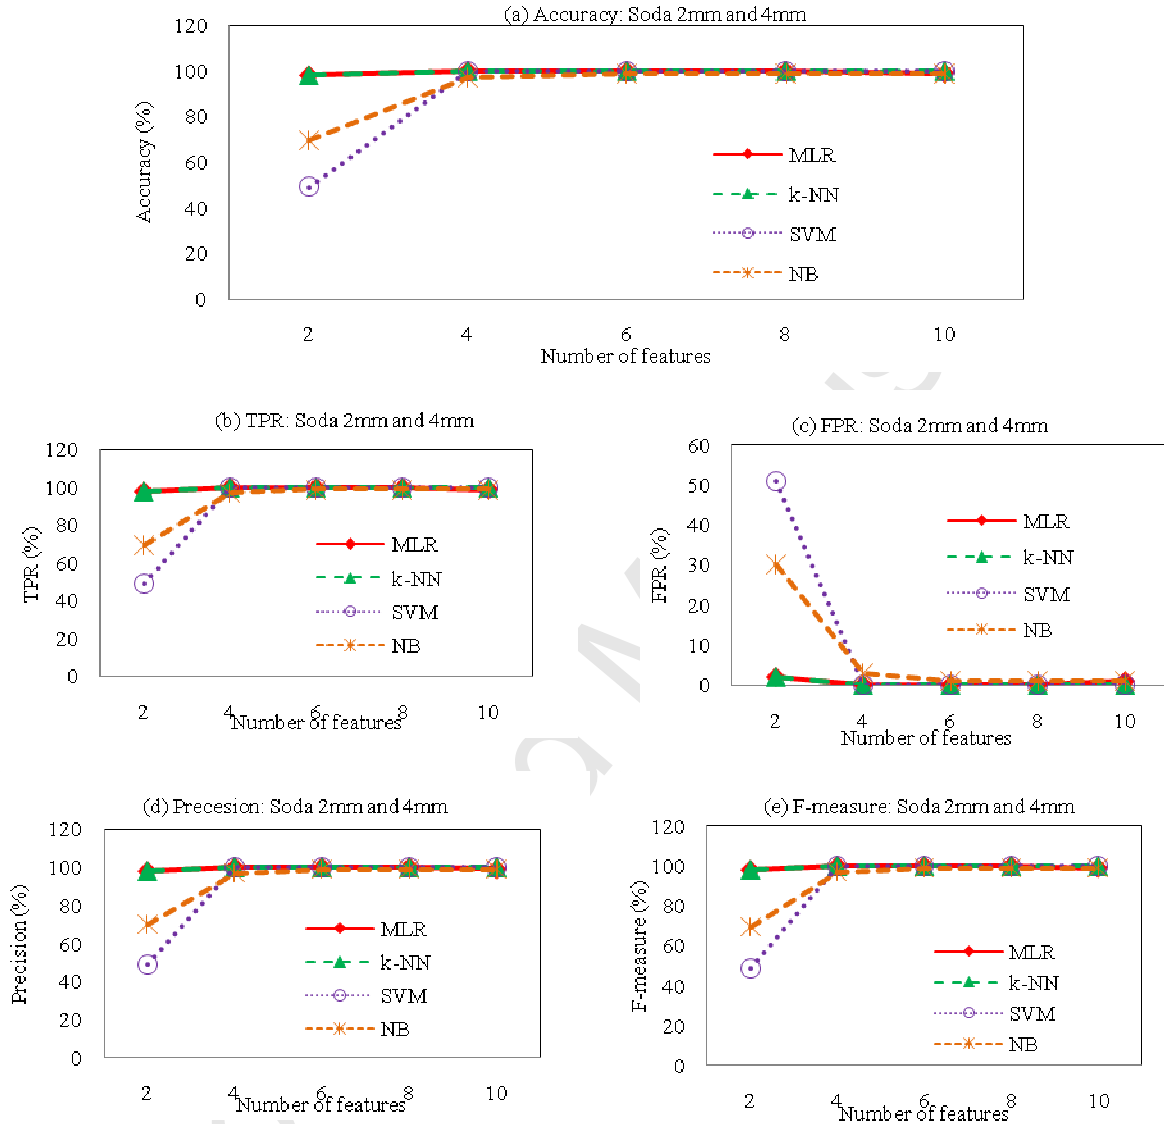 (a) Accuracy: Soda 2mm and 4mm
120
100
80
60
40
20
0
Accuracy (%)
MLR
k-NN
SVM
NB
2 4 6 8 10
Number of features
(b) TPR: Soda 2mm and 4mm
120
100
80
60
40
20
0
TPR (%)
MLR
k-NN
SVM
NB
2 4 6 8 10
Number of features
(c) FPR: Soda 2mm and 4mm
60
50
40
30
20
10
0
FPR (%)
MLR
k-NN
SVM
NB
2 4 6 8 10
Number of features
(d) Precesion: Soda 2mm and 4mm
120
100
80
60
40
20
0
Precision (%)
MLR
k-NN
SVM
NB
2 4 6 8 10
Number of features
(e) F-measure: Soda 2mm and 4mm
120
100
80
60
40
20
0
F-measure (%)
MLR
k-NN
SVM
NB
2 4 6 8 10
Number of features